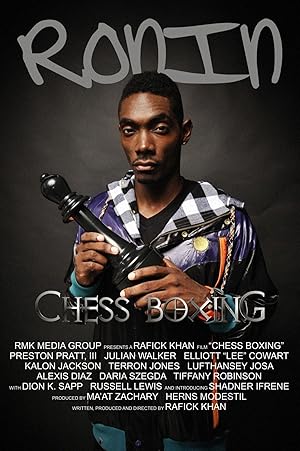 RONIN
CHESS BOXING
RMK MEDIA GROUP PRESENTS A RAFICK KHAN FILM "CHESS BOXING"
PRESTON PRATT, III JULIAN WALKER ELLIOTT "LEE" COWART
KALON JACKSON TERRON JONES LUFTHANSEY JOSA
ALEXIS DIAZ DARIA SZEGDA TIFFANY ROBINSON
WITH DION K. SAPP RUSSELL LEWIS AND INTRODUCING SHADNER IFRENE
PRODUCED BY MA'AT ZACHARY HERNS MODESTIL
WRITTEN, PRODUCED AND DIRECTED BY RAFICK KHAN